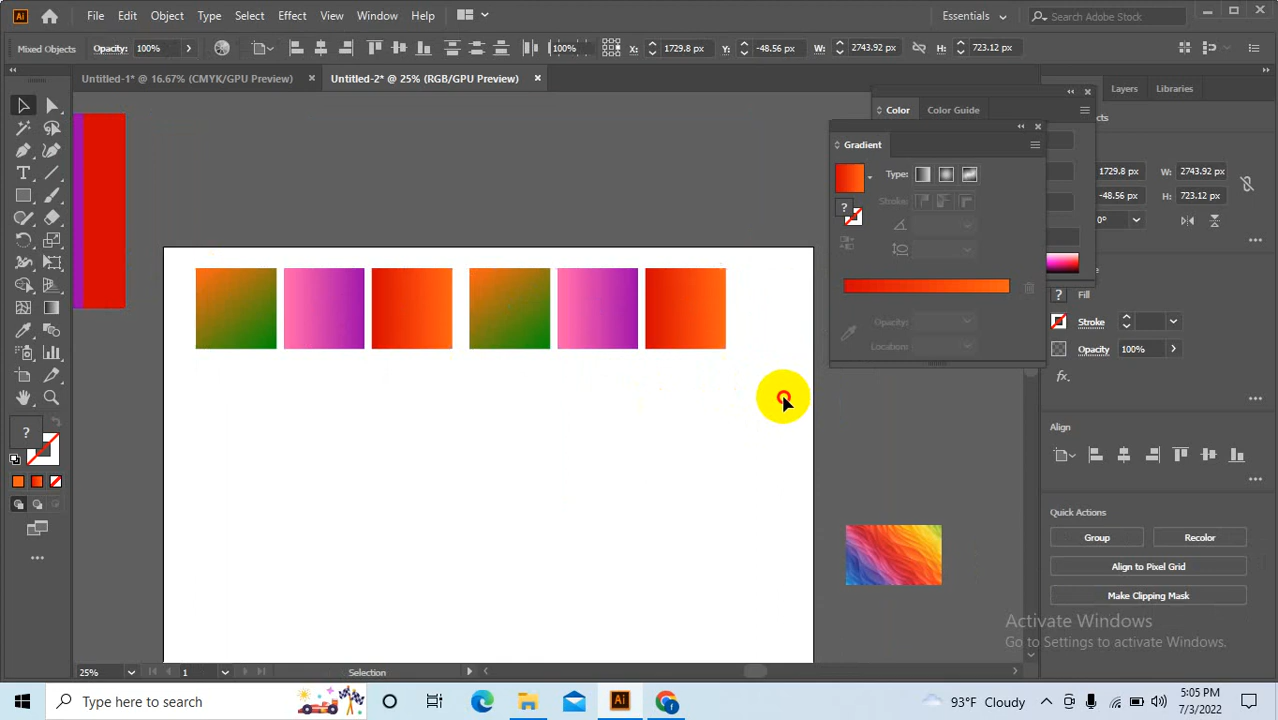 Ai File Edit Object Type Select Effect View Window Help Essentials Search Adobe Stock
Mixed Objects Opacity: 100% 100% X: 1729.8 px Y: -48.56 px W: 2743.92 px H: 723.12 px
Untitled-1* @ 16.67% (CMYK/GPU Preview) Untitled-2* @ 25% (RGB/GPU Preview)
Layers Libraries
Color Color Guide
Gradient
Type:
Stroke:
1729.8 px W: 2743.92 px
-48.56 px H: 723.12 px
? Fill
Stroke
Opacity 100%
Opacity:
Location:
fx.
Align
Quick Actions
Group Recolor
Align to Pixel Grid
Make Clipping Mask
Activate Windows
Go to Settings to activate Windows.
25% 1 Selection
Type here to search Ai f 93°F Cloudy 5:05 PM
7/3/2022